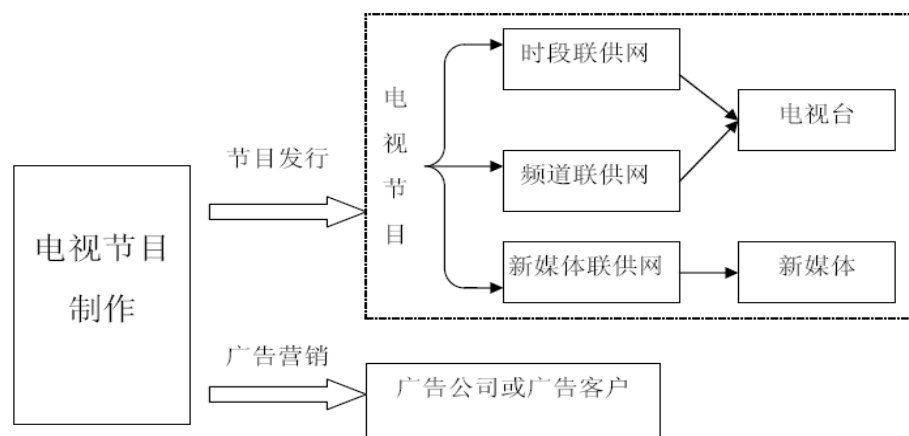 电视节目
制作
节目发行
电
视
节
目
时段联供网
频道联供网
新媒体联供网
电视台
新媒体
广告营销
广告公司或广告客户